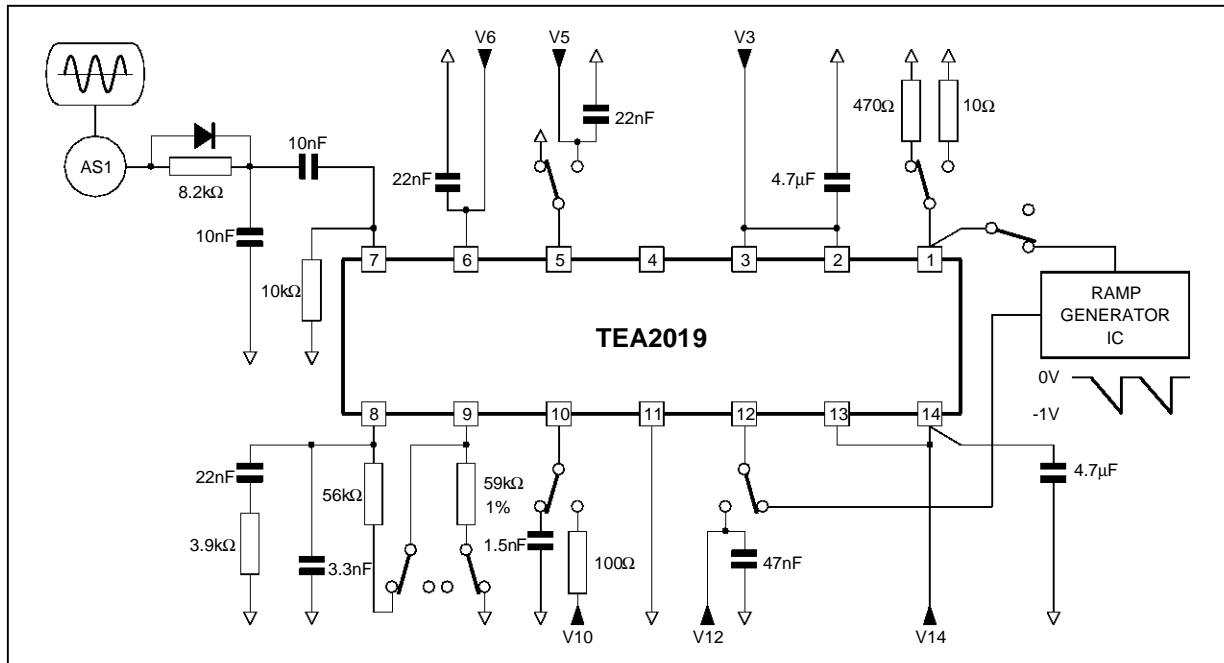 V6
V5
V3
470Ω
10Ω
22nF
10nF
AS1
8.2kΩ
22nF
4.7µF
10nF
7
6
5
4
3
2
1
10kΩ
RAMP
GENERATOR
IC
TEA2019
0V
-1V
8
9
10
11
12
13
14
22nF
56kΩ
59kΩ
1%
4.7µF
3.9kΩ
3.3nF
1.5nF
100Ω
47nF
V10
V12
V14